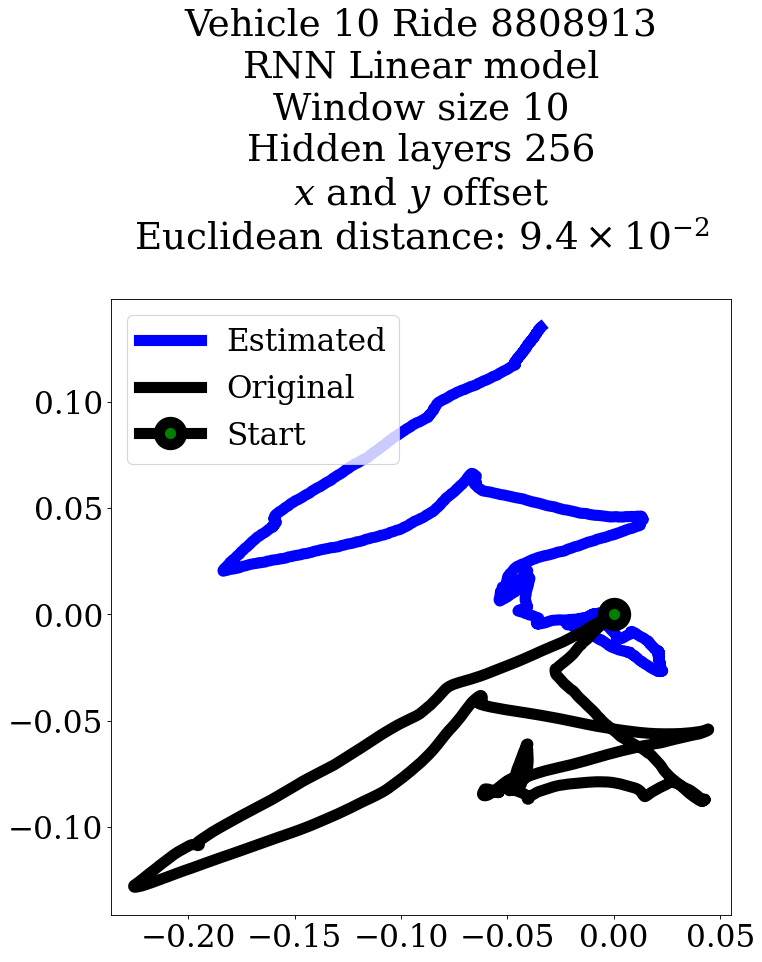 Vehicle 10 Ride 8808913
RNN Linear model
Window size 10
Hidden layers 256
x and y offset
Euclidean distance: 9.4 × 10⁻²
Estimated
Original
Start
0.10
0.05
0.00
−0.05
−0.10
−0.20 −0.15 −0.10 −0.05 0.00 0.05